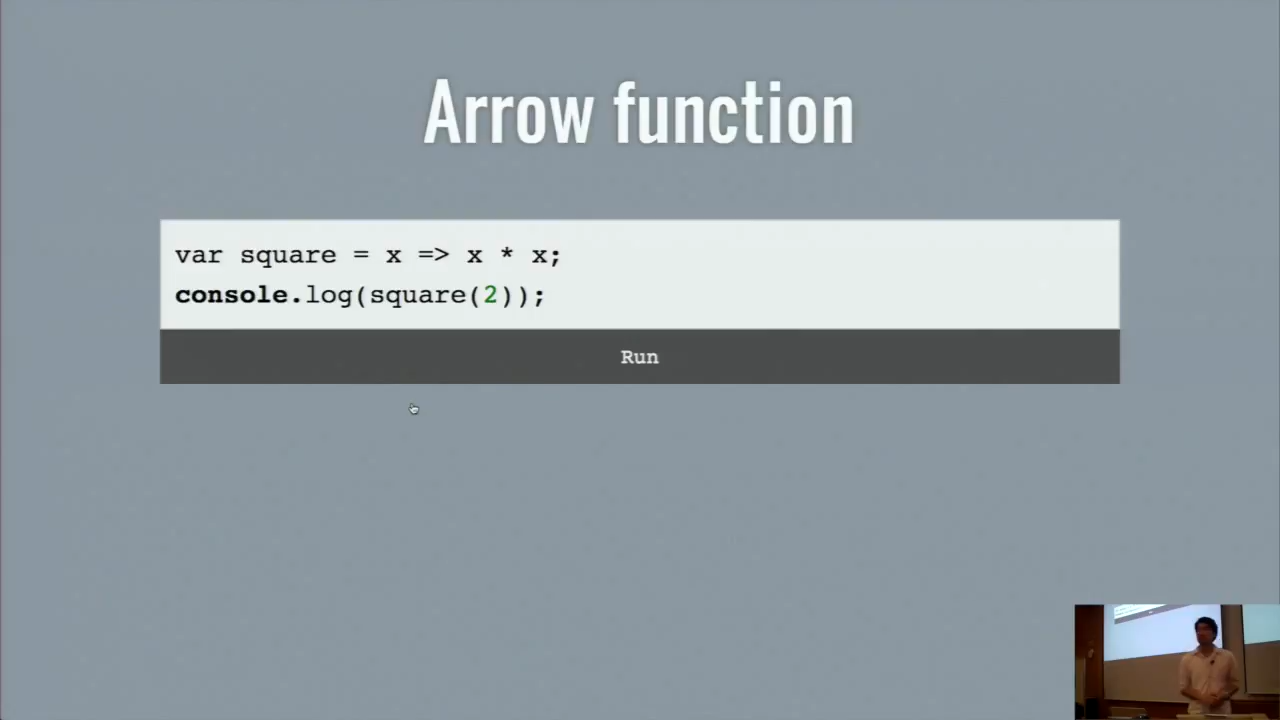 Arrow function
var square = x => x * x;
console.log(square(2));
Run